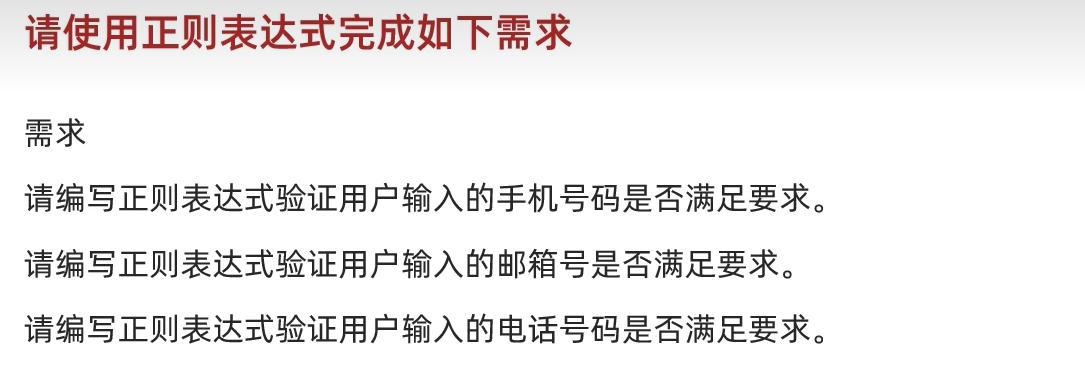 请使用正则表达式完成如下需求
需求
请编写正则表达式验证用户输入的手机号码是否满足要求。
请编写正则表达式验证用户输入的邮箱号是否满足要求。
请编写正则表达式验证用户输入的电话号码是否满足要求。